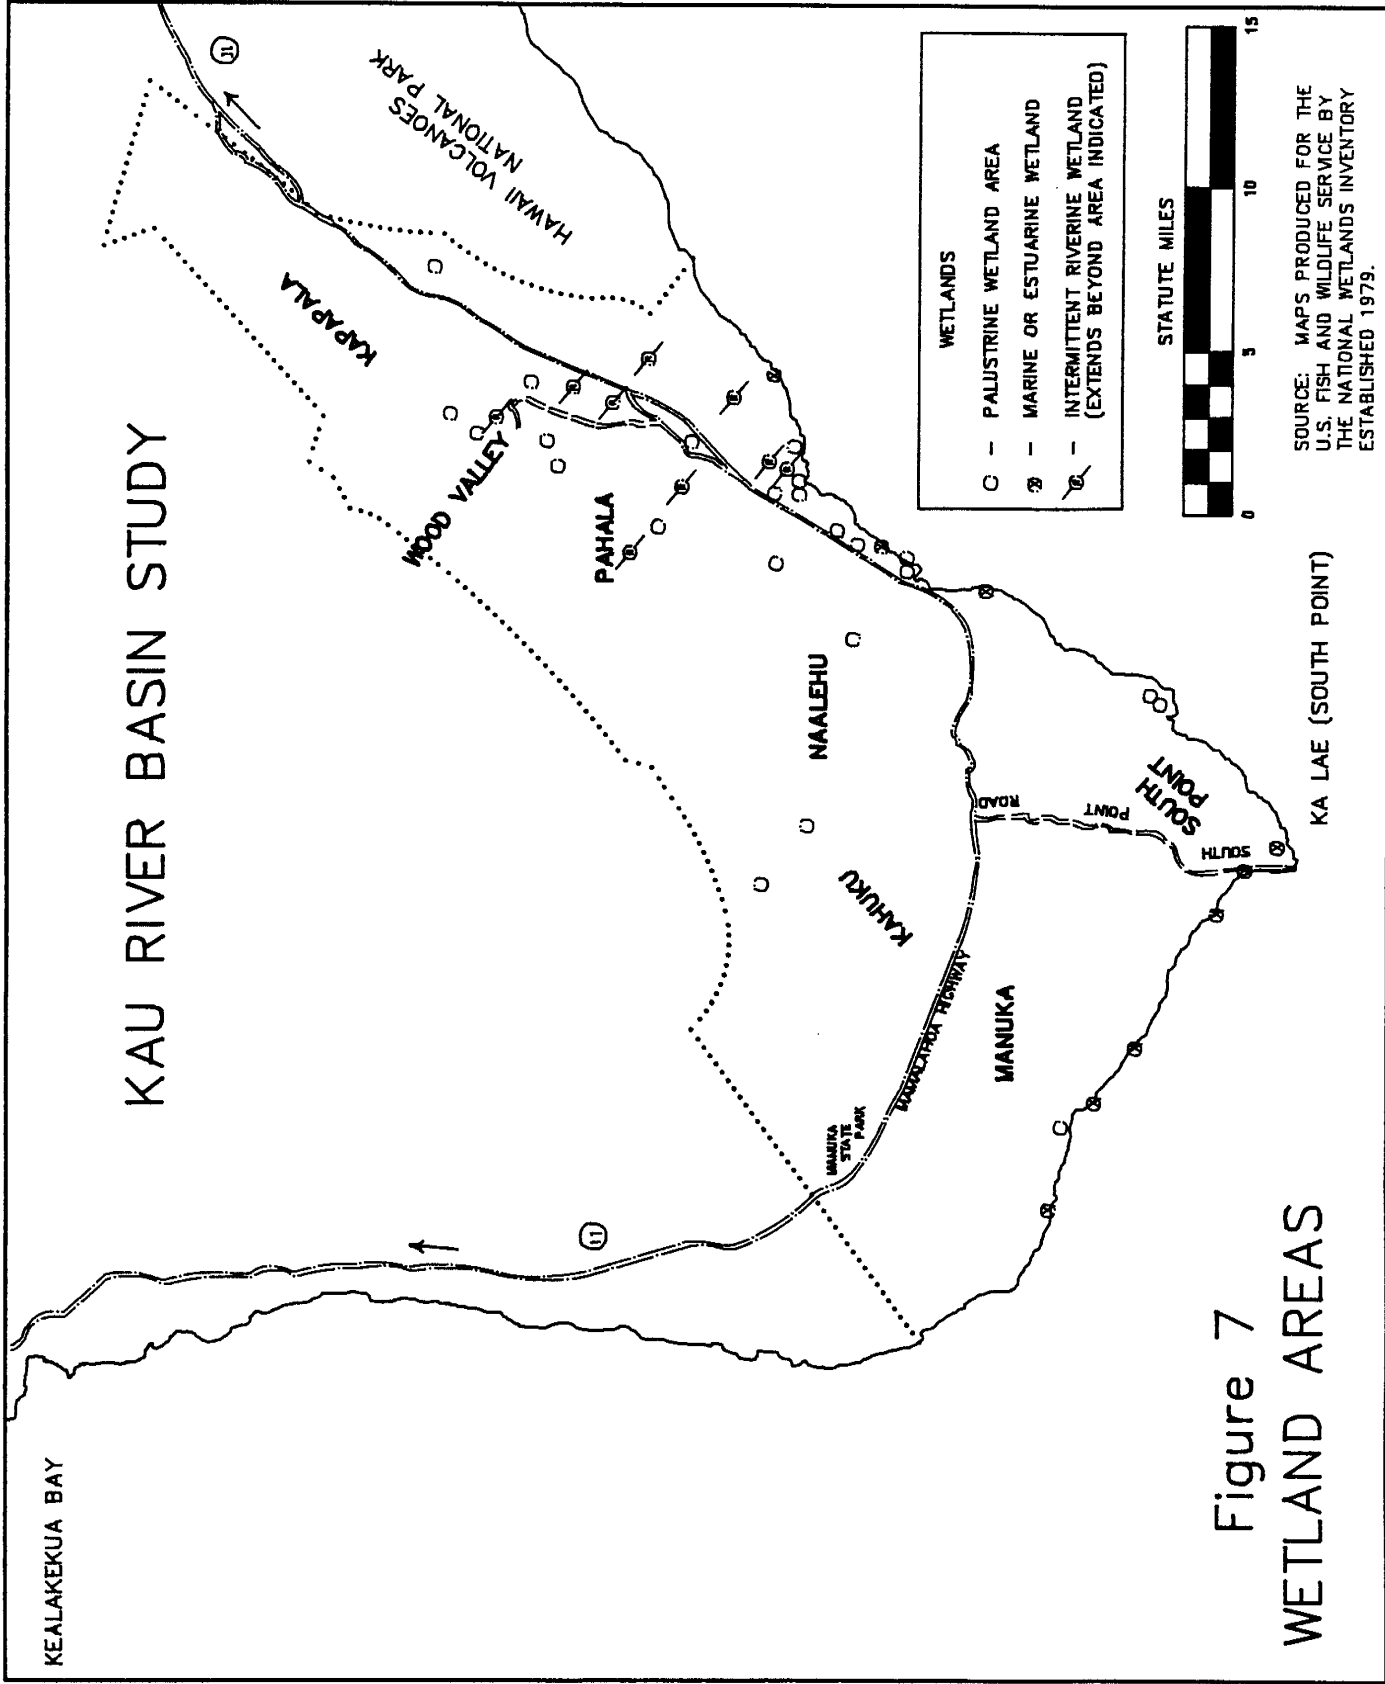 KAU RIVER BASIN STUDY
KEALAKEKUA BAY
11
11
HAWAII VOLCANOES
NATIONAL PARK
KAPAPALA
WOOD VALLEY
PAHALA
NAALEHU
KAHUKU
MANUKA
STATE
PARK
MAMALAHOA HIGHWAY
MANUKA
SOUTH
POINT
SOUTH POINT ROAD
KA LAE (SOUTH POINT)
WETLANDS
- PALUSTRINE WETLAND AREA
- MARINE OR ESTUARINE WETLAND
- INTERMITTENT RIVERINE WETLAND
(EXTENDS BEYOND AREA INDICATED)
STATUTE MILES
0 5 10 15
SOURCE: MAPS PRODUCED FOR THE
U.S. FISH AND WILDLIFE SERVICE BY
THE NATIONAL WETLANDS INVENTORY
ESTABLISHED 1979.
Figure 7
WETLAND AREAS